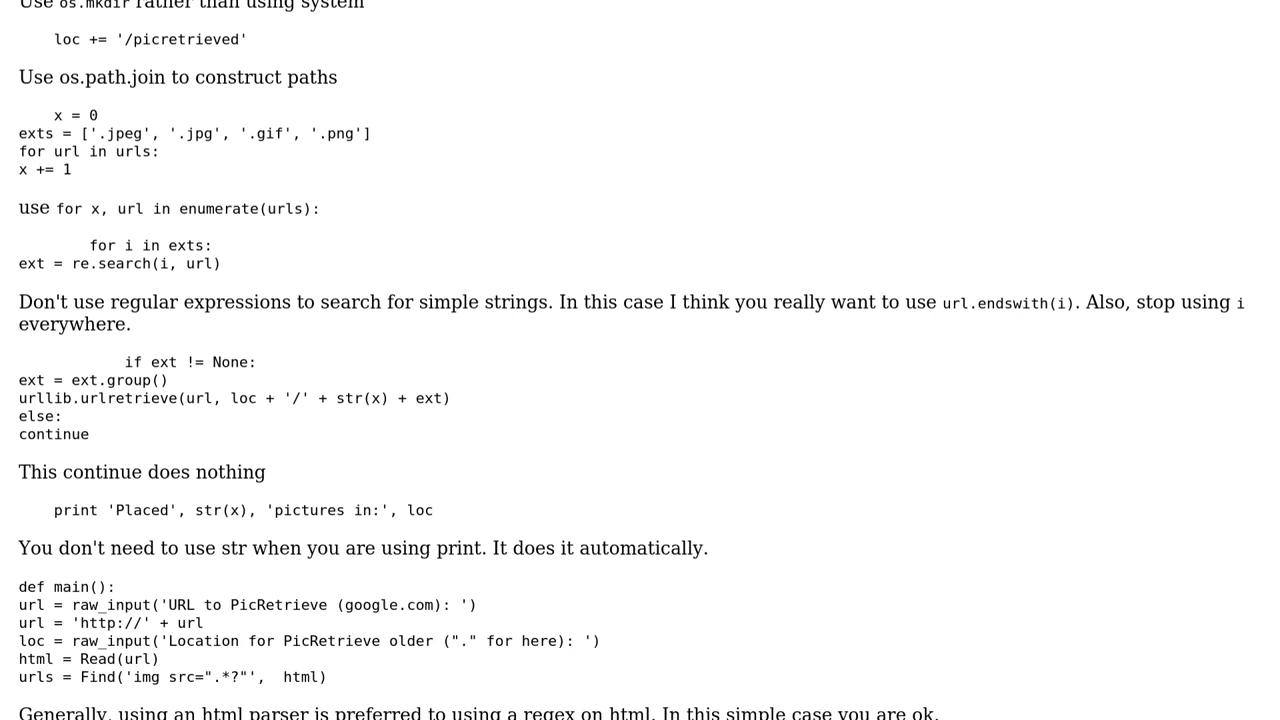 Use os.mkdir rather than using system
loc += '/picretrieved'
Use os.path.join to construct paths
x = 0
exts = ['.jpeg', '.jpg', '.gif', '.png']
for url in urls:
x += 1
use for x, url in enumerate(urls):
for i in exts:
ext = re.search(i, url)
Don't use regular expressions to search for simple strings. In this case I think you really want to use url.endswith(i). Also, stop using i
everywhere.
if ext != None:
ext = ext.group()
urllib.urlretrieve(url, loc + '/' + str(x) + ext)
else:
continue
This continue does nothing
print 'Placed', str(x), 'pictures in:', loc
You don't need to use str when you are using print. It does it automatically.
def main():
url = raw_input('URL to PicRetrieve (google.com): ')
url = 'http://' + url
loc = raw_input('Location for PicRetrieve older ("." for here): ')
html = Read(url)
urls = Find('img src=".*?"',  html)
Generally, using an html parser is preferred to using a regex on html. In this simple case you are ok.